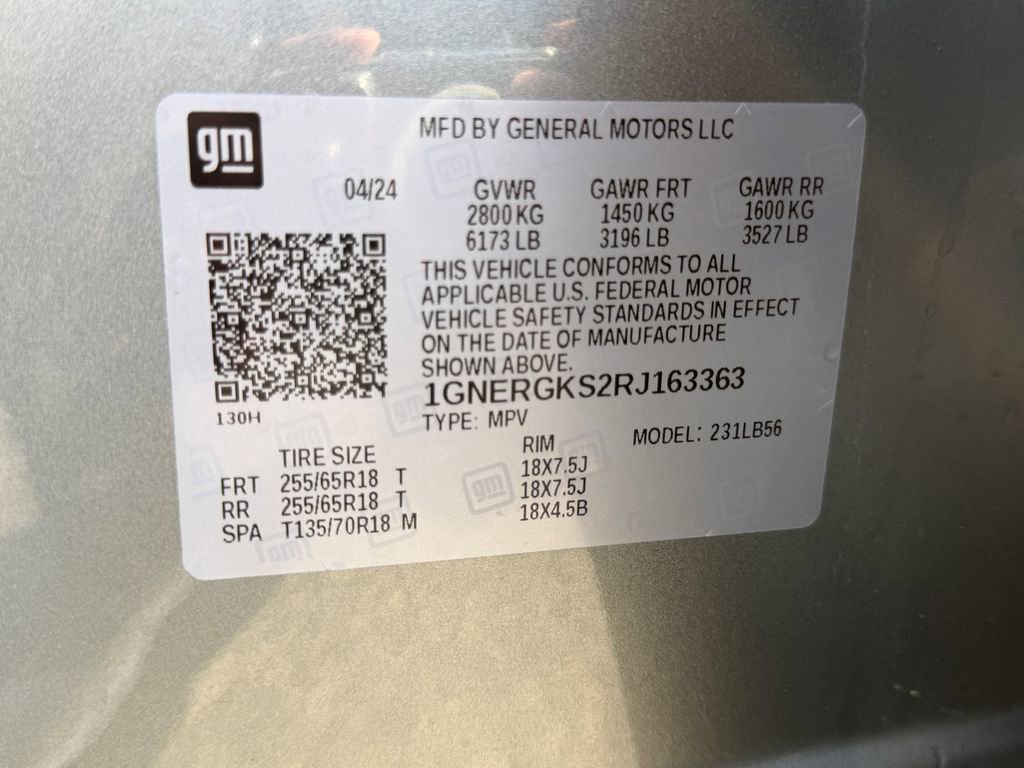 gm
MFD BY GENERAL MOTORS LLC
04/24 GVWR GAWR FRT GAWR RR
2800 KG 1450 KG 1600 KG
6173 LB 3196 LB 3527 LB
THIS VEHICLE CONFORMS TO ALL
APPLICABLE U.S. FEDERAL MOTOR
VEHICLE SAFETY STANDARDS IN EFFECT
ON THE DATE OF MANUFACTURE
SHOWN ABOVE.
1GNERGKS2RJ163363
130H
TYPE: MPV MODEL: 231LB56
TIRE SIZE RIM
FRT 255/65R18 T 18X7.5J
RR 255/65R18 T 18X7.5J
SPA T135/70R18 M 18X4.5B